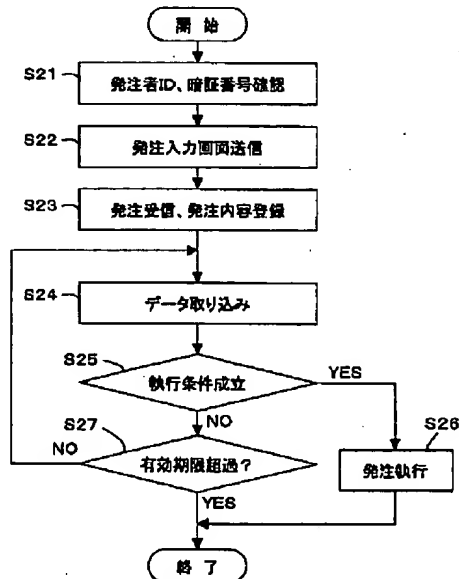 開 始
S21
発注者ID、暗証番号確認
S22
発注入力画面送信
S23
発注受信、発注内容登録
S24
データ取り込み
S25
執行条件成立
YES
NO
S26
発注執行
S27
有効期限超過?
NO
YES
終 了